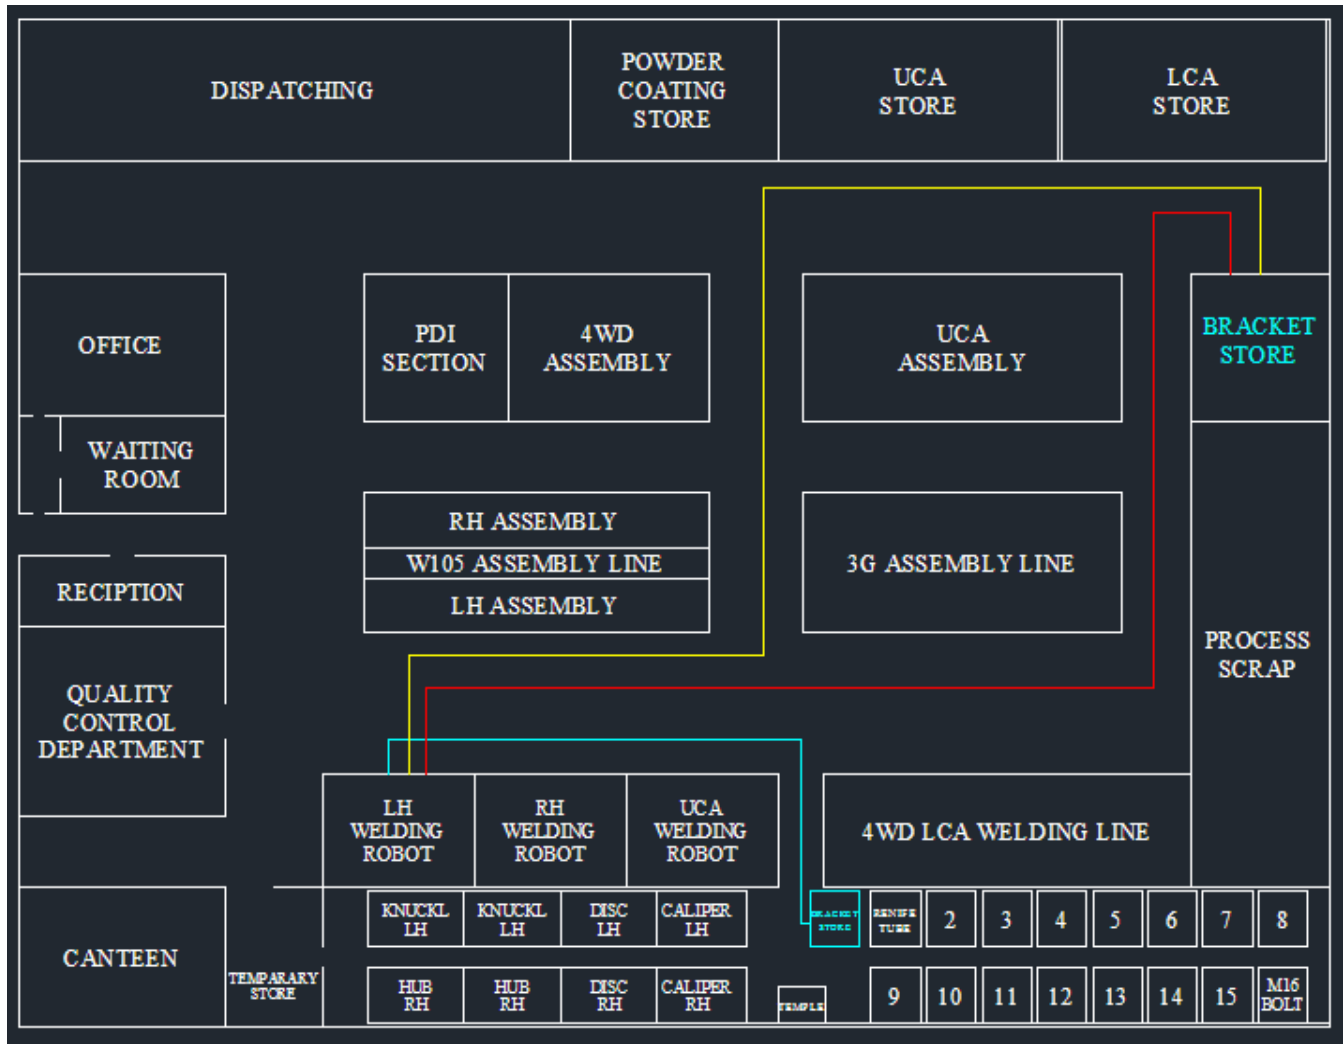 DISPATCHING
POWDER
COATING
STORE
UCA
STORE
LCA
STORE
OFFICE
PDI
SECTION
4WD
ASSEMBLY
UCA
ASSEMBLY
BRACKET
STORE
WAITING
ROOM
RH ASSEMBLY
W105 ASSEMBLY LINE
LH ASSEMBLY
3G ASSEMBLY LINE
RECIPTION
PROCESS
SCRAP
QUALITY
CONTROL
DEPARTMENT
LH
WELDING
ROBOT
RH
WELDING
ROBOT
UCA
WELDING
ROBOT
4WD LCA WELDING LINE
CANTEEN
TEMPARARY
STORE
KNUCKL
LH
KNUCKL
LH
DISC
LH
CALIPER
LH
BRACKET
STORE
TUBE
2
3
4
5
6
7
8
HUB
RH
HUB
RH
DISC
RH
CALIPER
RH
TEMPLE
9
10
11
12
13
14
15
M16
BOLT